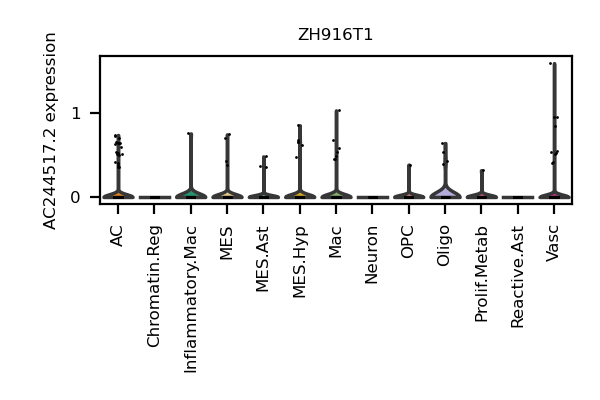 ZH916T1
AC244517.2 expression
1
0
AC
Chromatin.Reg
Inflammatory.Mac
MES
MES.Ast
MES.Hyp
Mac
Neuron
OPC
Oligo
Prolif.Metab
Reactive.Ast
Vasc